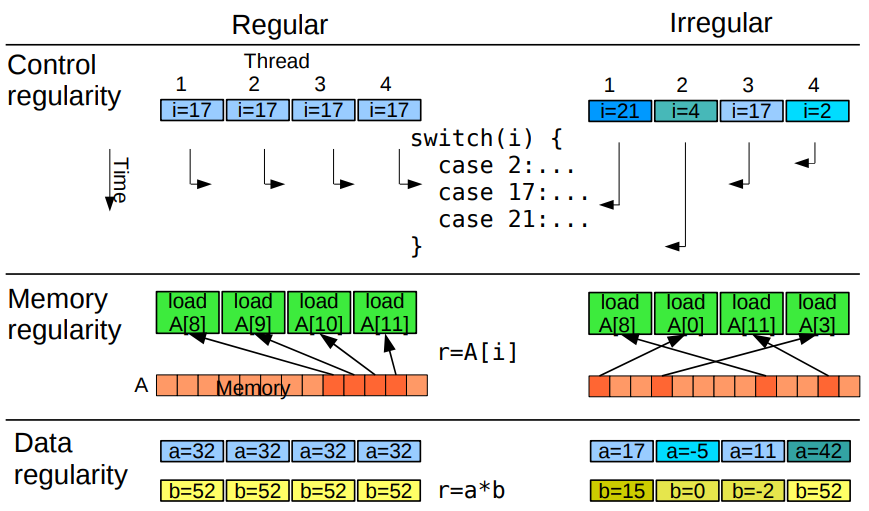 Regular
Irregular
Control
regularity
Thread
1 2 3 4
i=17 i=17 i=17 i=17
1 2 3 4
i=21 i=4 i=17 i=2
Time
switch(i) {
case 2:...
case 17:...
case 21:...
}
Memory
regularity
load load load load
A[8] A[9] A[10] A[11]
A
Memory
r=A[i]
load load load load
A[8] A[0] A[11] A[3]
Data
regularity
a=32 a=32 a=32 a=32
b=52 b=52 b=52 b=52
r=a*b
a=17 a=-5 a=11 a=42
b=15 b=0 b=-2 b=52